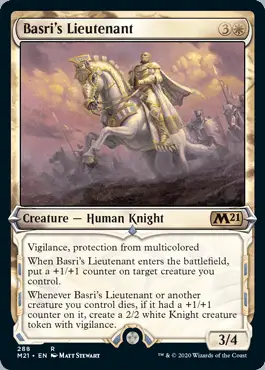 Basri's Lieutenant 3
M21
Creature — Human Knight
Vigilance, protection from multicolored
When Basri's Lieutenant enters the battlefield,
put a +1/+1 counter on target creature you
control.
Whenever Basri's Lieutenant or another
creature you control dies, if it had a +1/+1
counter on it, create a 2/2 white Knight creature
token with vigilance.
3/4
288 R
M21 • EN MATT STEWART
™ & © 2020 Wizards of the Coast